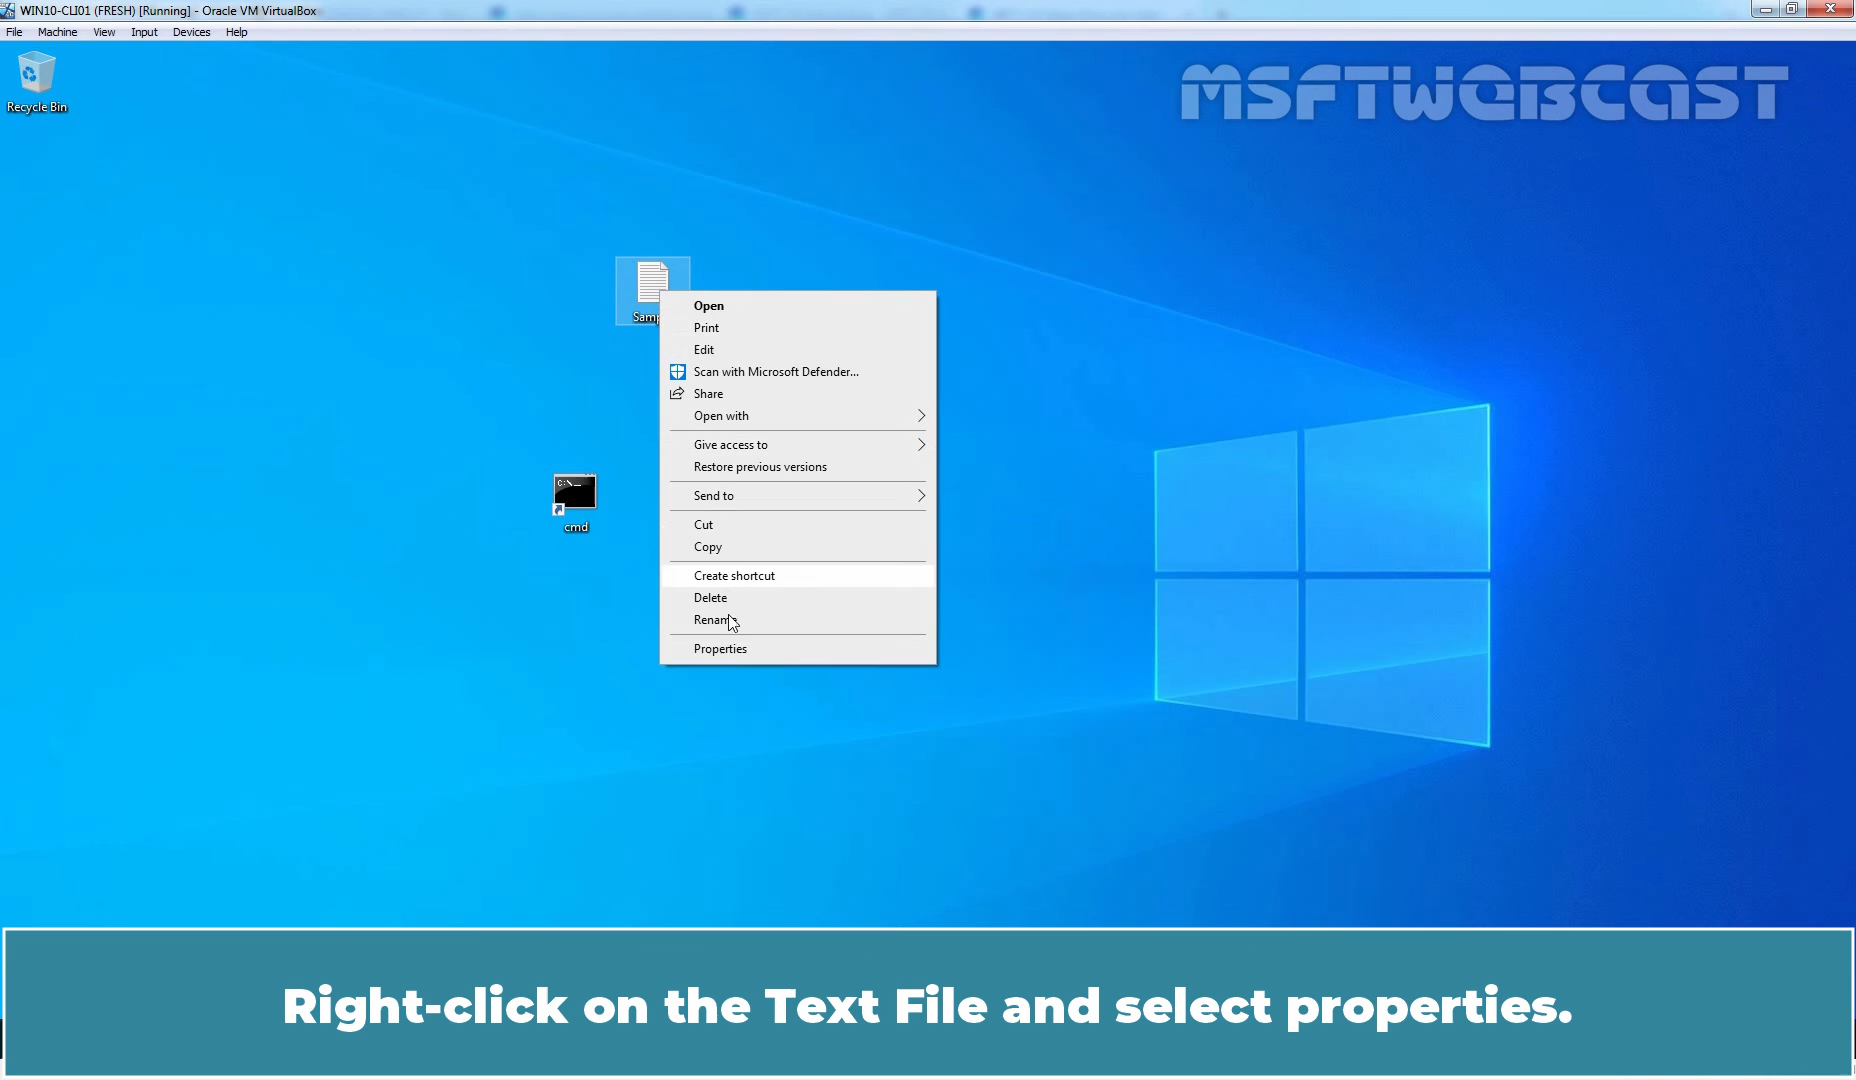 WIN10-CLI01 (FRESH) [Running] - Oracle VM VirtualBox
File Machine View Input Devices Help
MSFTWEBCAST
Recycle Bin
Open
Print
Edit
Scan with Microsoft Defender...
Share
Open with
Give access to
Restore previous versions
Send to
Cut
Copy
Create shortcut
Delete
Rename
Properties
C:\_
cmd
Right-click on the Text File and select properties.